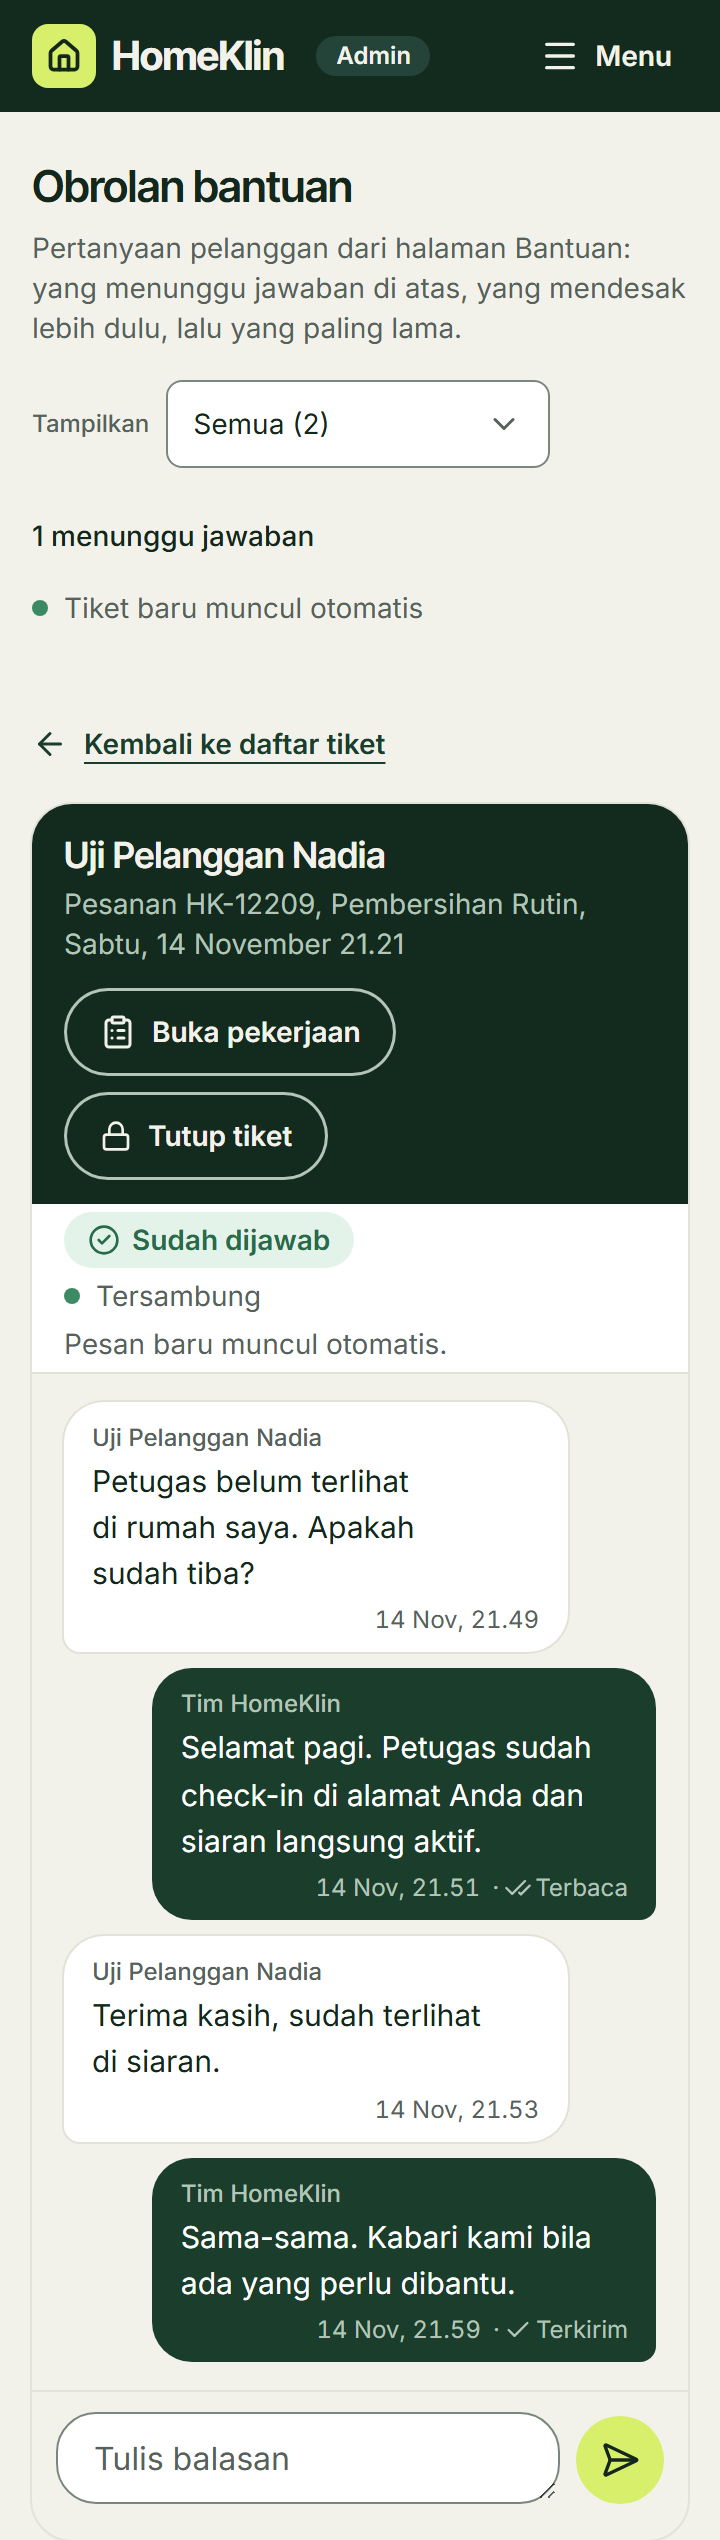 HomeKlin
Admin
Menu
Obrolan bantuan
Pertanyaan pelanggan dari halaman Bantuan:
yang menunggu jawaban di atas, yang mendesak
lebih dulu, lalu yang paling lama.
Tampilkan
Semua (2)
1 menunggu jawaban
Tiket baru muncul otomatis
Kembali ke daftar tiket
Uji Pelanggan Nadia
Pesanan HK-12209, Pembersihan Rutin,
Sabtu, 14 November 21.21
Buka pekerjaan
Tutup tiket
Sudah dijawab
Tersambung
Pesan baru muncul otomatis.
Uji Pelanggan Nadia
Petugas belum terlihat
di rumah saya. Apakah
sudah tiba?
14 Nov, 21.49
Tim HomeKlin
Selamat pagi. Petugas sudah
check-in di alamat Anda dan
siaran langsung aktif.
14 Nov, 21.51 · Terbaca
Uji Pelanggan Nadia
Terima kasih, sudah terlihat
di siaran.
14 Nov, 21.53
Tim HomeKlin
Sama-sama. Kabari kami bila
ada yang perlu dibantu.
14 Nov, 21.59 · Terkirim
Tulis balasan